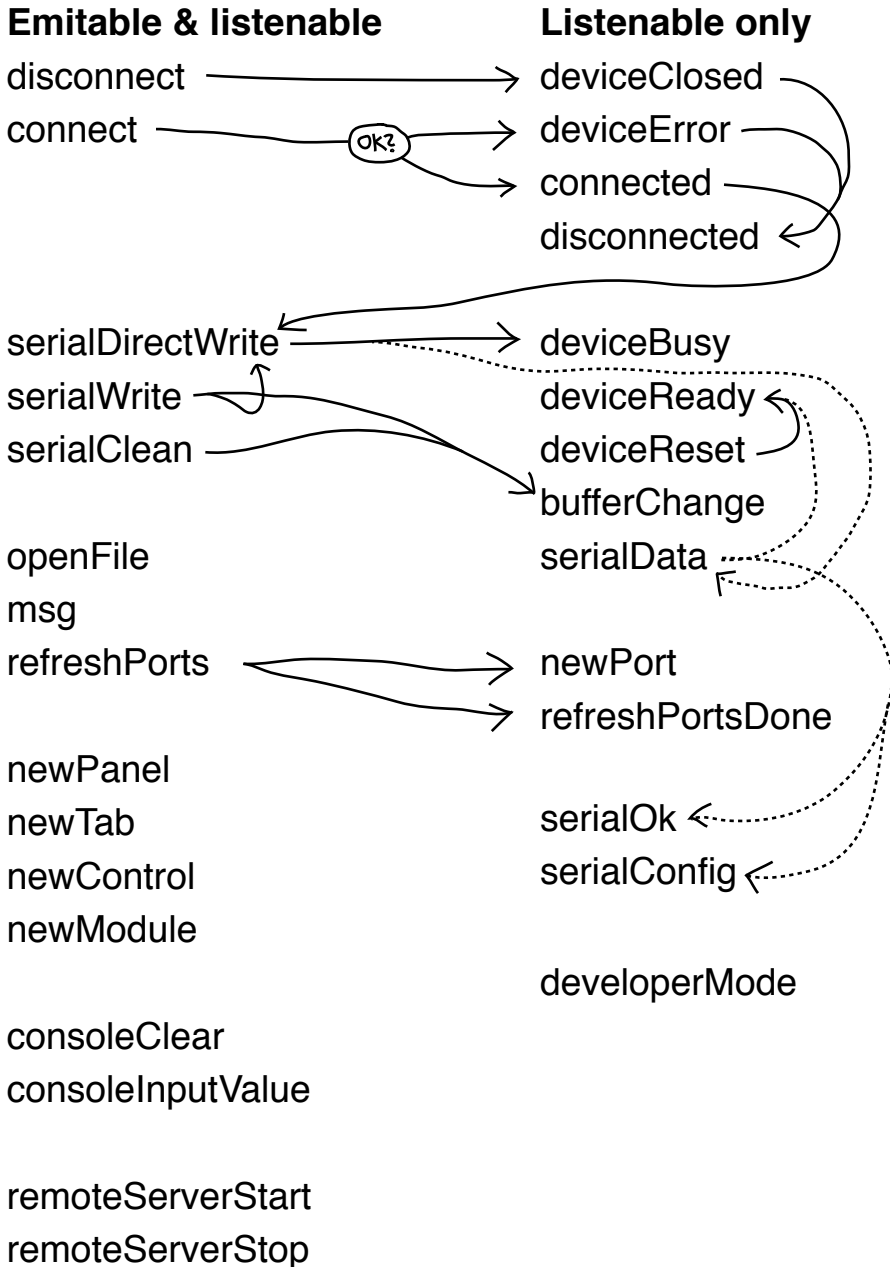 Emitable & listenable
disconnect
connect
OK?
serialDirectWrite
serialWrite
serialClean
openFile
msg
refreshPorts
newPanel
newTab
newControl
newModule
consoleClear
consoleInputValue
remoteServerStart
remoteServerStop
Listenable only
deviceClosed
deviceError
connected
disconnected
deviceBusy
deviceReady
deviceReset
bufferChange
serialData
newPort
refreshPortsDone
serialOk
serialConfig
developerMode